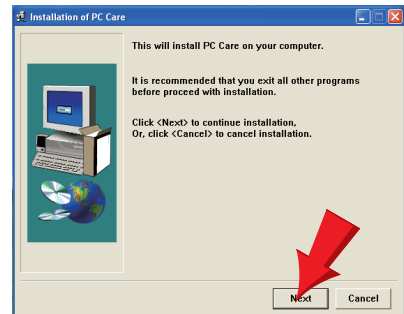 Installation of PC Care
This will install PC Care on your computer.
It is recommended that you exit all other programs
before proceed with installation.
Click <Next> to continue installation,
Or, click <Cancel> to cancel installation.
Next
Cancel